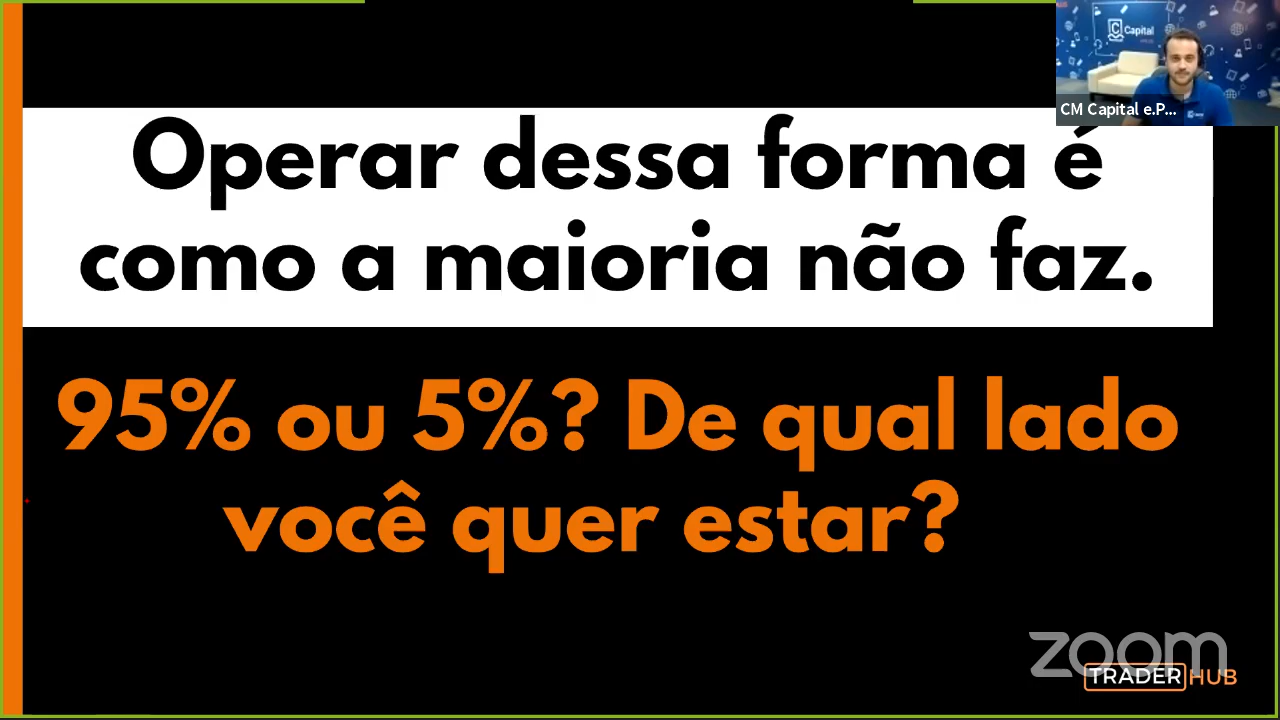 Capital
CM Capital e.P...
Operar dessa forma é
como a maioria não faz.
95% ou 5%? De qual lado
você quer estar?
zoom
TRADER HUB